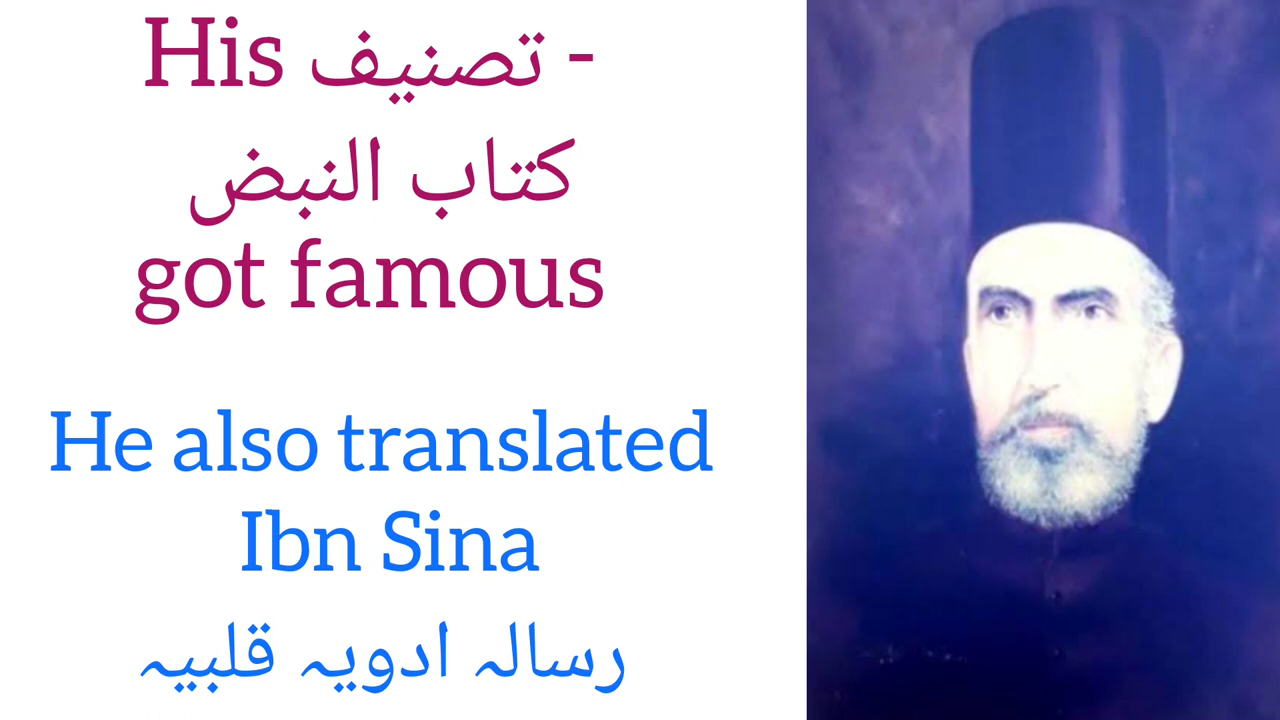 His تصنیف -
کتاب النبض
got famous
He also translated
Ibn Sina
رسالہ ادویہ قلبیہ